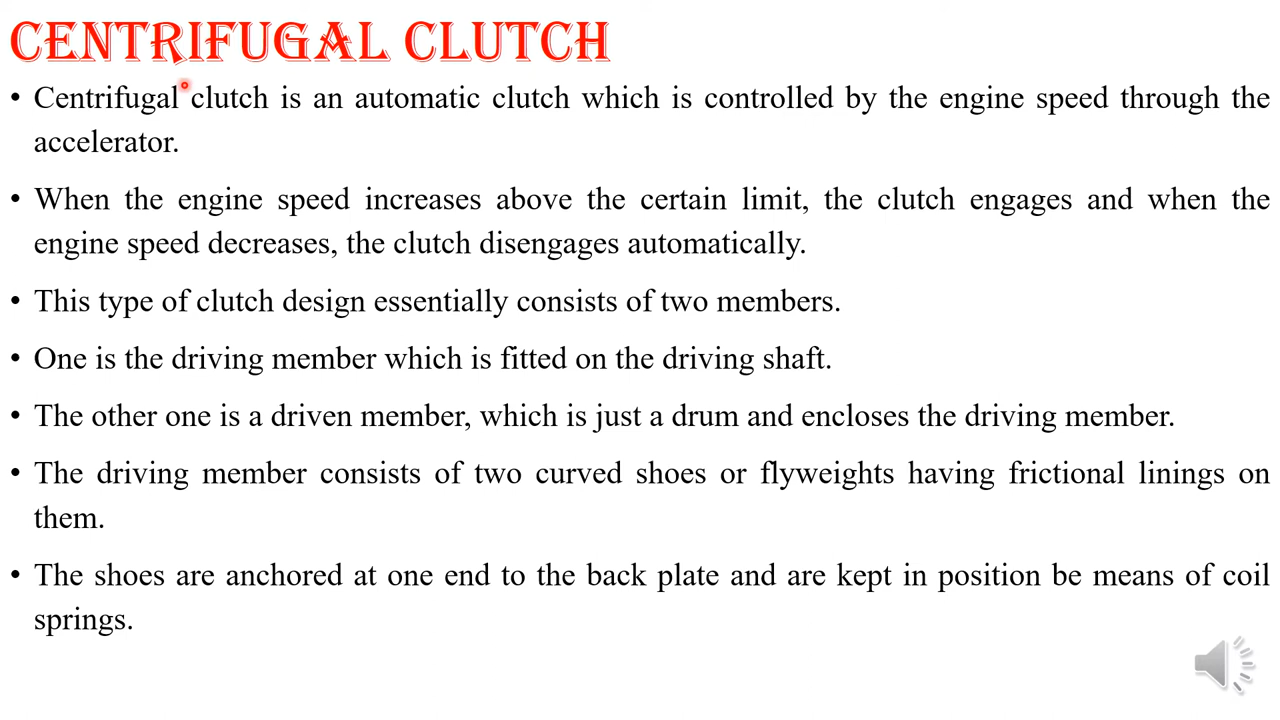 CENTRIFUGAL CLUTCH
• Centrifugal clutch is an automatic clutch which is controlled by the engine speed through the
accelerator.
• When the engine speed increases above the certain limit, the clutch engages and when the
engine speed decreases, the clutch disengages automatically.
• This type of clutch design essentially consists of two members.
• One is the driving member which is fitted on the driving shaft.
• The other one is a driven member, which is just a drum and encloses the driving member.
• The driving member consists of two curved shoes or flyweights having frictional linings on
them.
• The shoes are anchored at one end to the back plate and are kept in position be means of coil
springs.